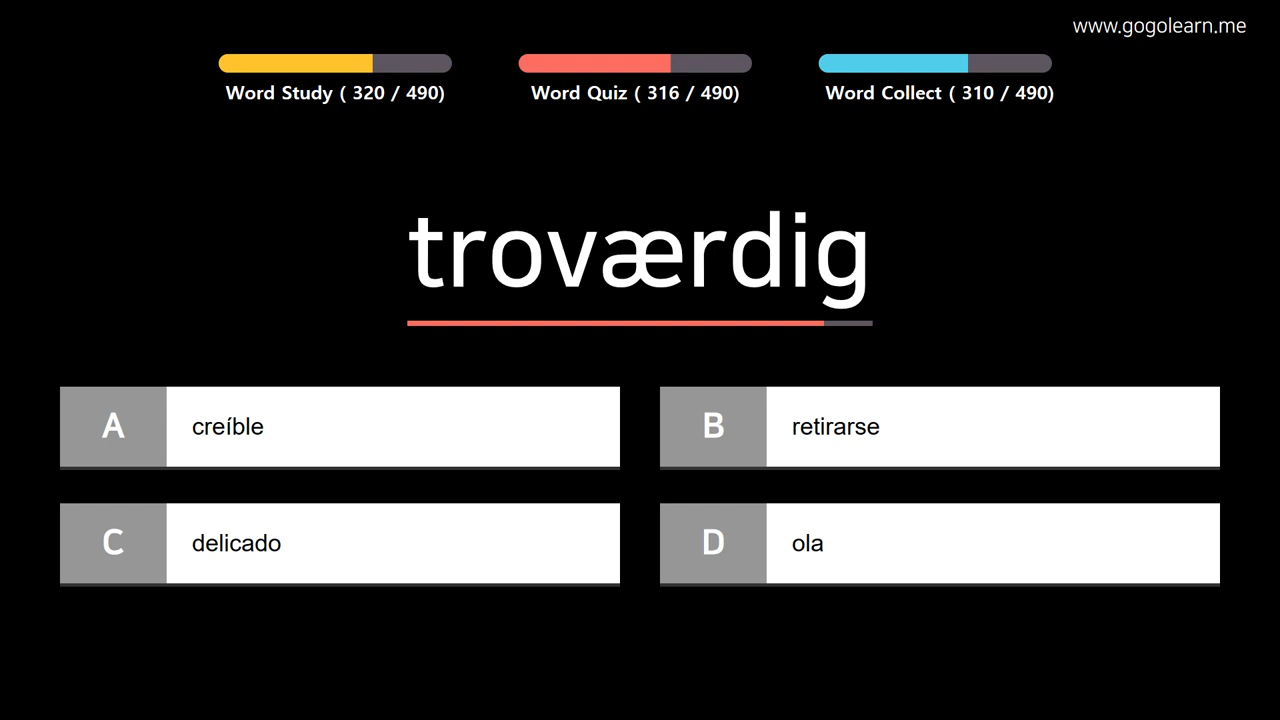 www.gogolearn.me
Word Study ( 320 / 490)
Word Quiz ( 316 / 490)
Word Collect ( 310 / 490)
troværdig
A creíble
B retirarse
C delicado
D ola